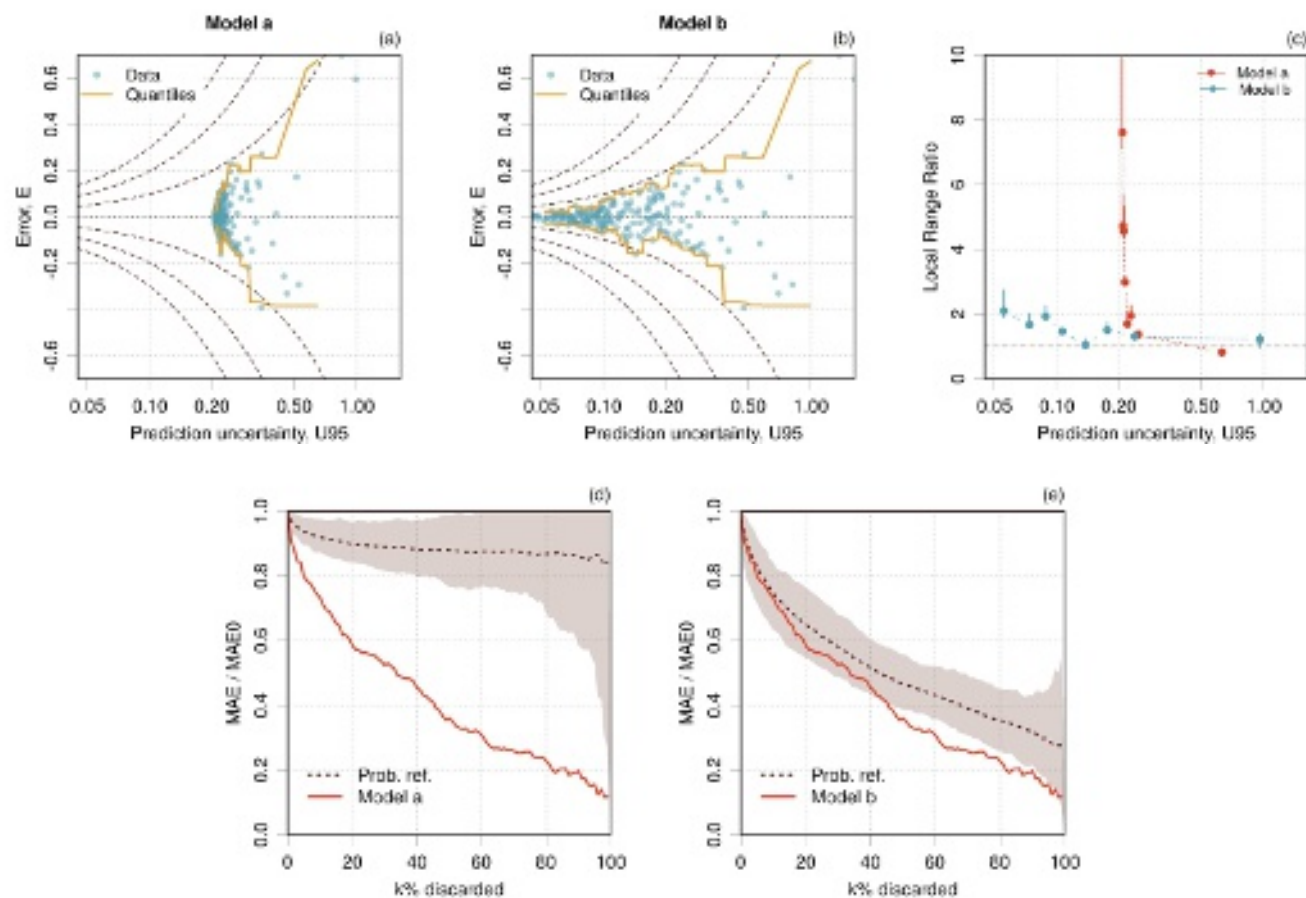 Model a
(a)
Data
Quantiles
Error, E
0.6
0.4
0.2
0.0
-0.2
-0.6
0.05 0.10 0.20 0.50 1.00
Prediction uncertainty, U95
Model b
(b)
Data
Quantiles
Error, E
0.6
0.4
0.2
0.0
-0.2
-0.6
0.05 0.10 0.20 0.50 1.00
Prediction uncertainty, U95
(c)
Model a
Model b
Local Range Ratio
10
8
6
4
2
0
0.05 0.10 0.20 0.50 1.00
Prediction uncertainty, U95
(d)
MAE / MAE0
1.0
0.8
0.6
0.4
0.2
0.0
Prob. ref.
Model a
0 20 40 60 80 100
k% discarded
(e)
MAE / MAE0
1.0
0.8
0.6
0.4
0.2
0.0
Prob. ref.
Model b
0 20 40 60 80 100
k% discarded